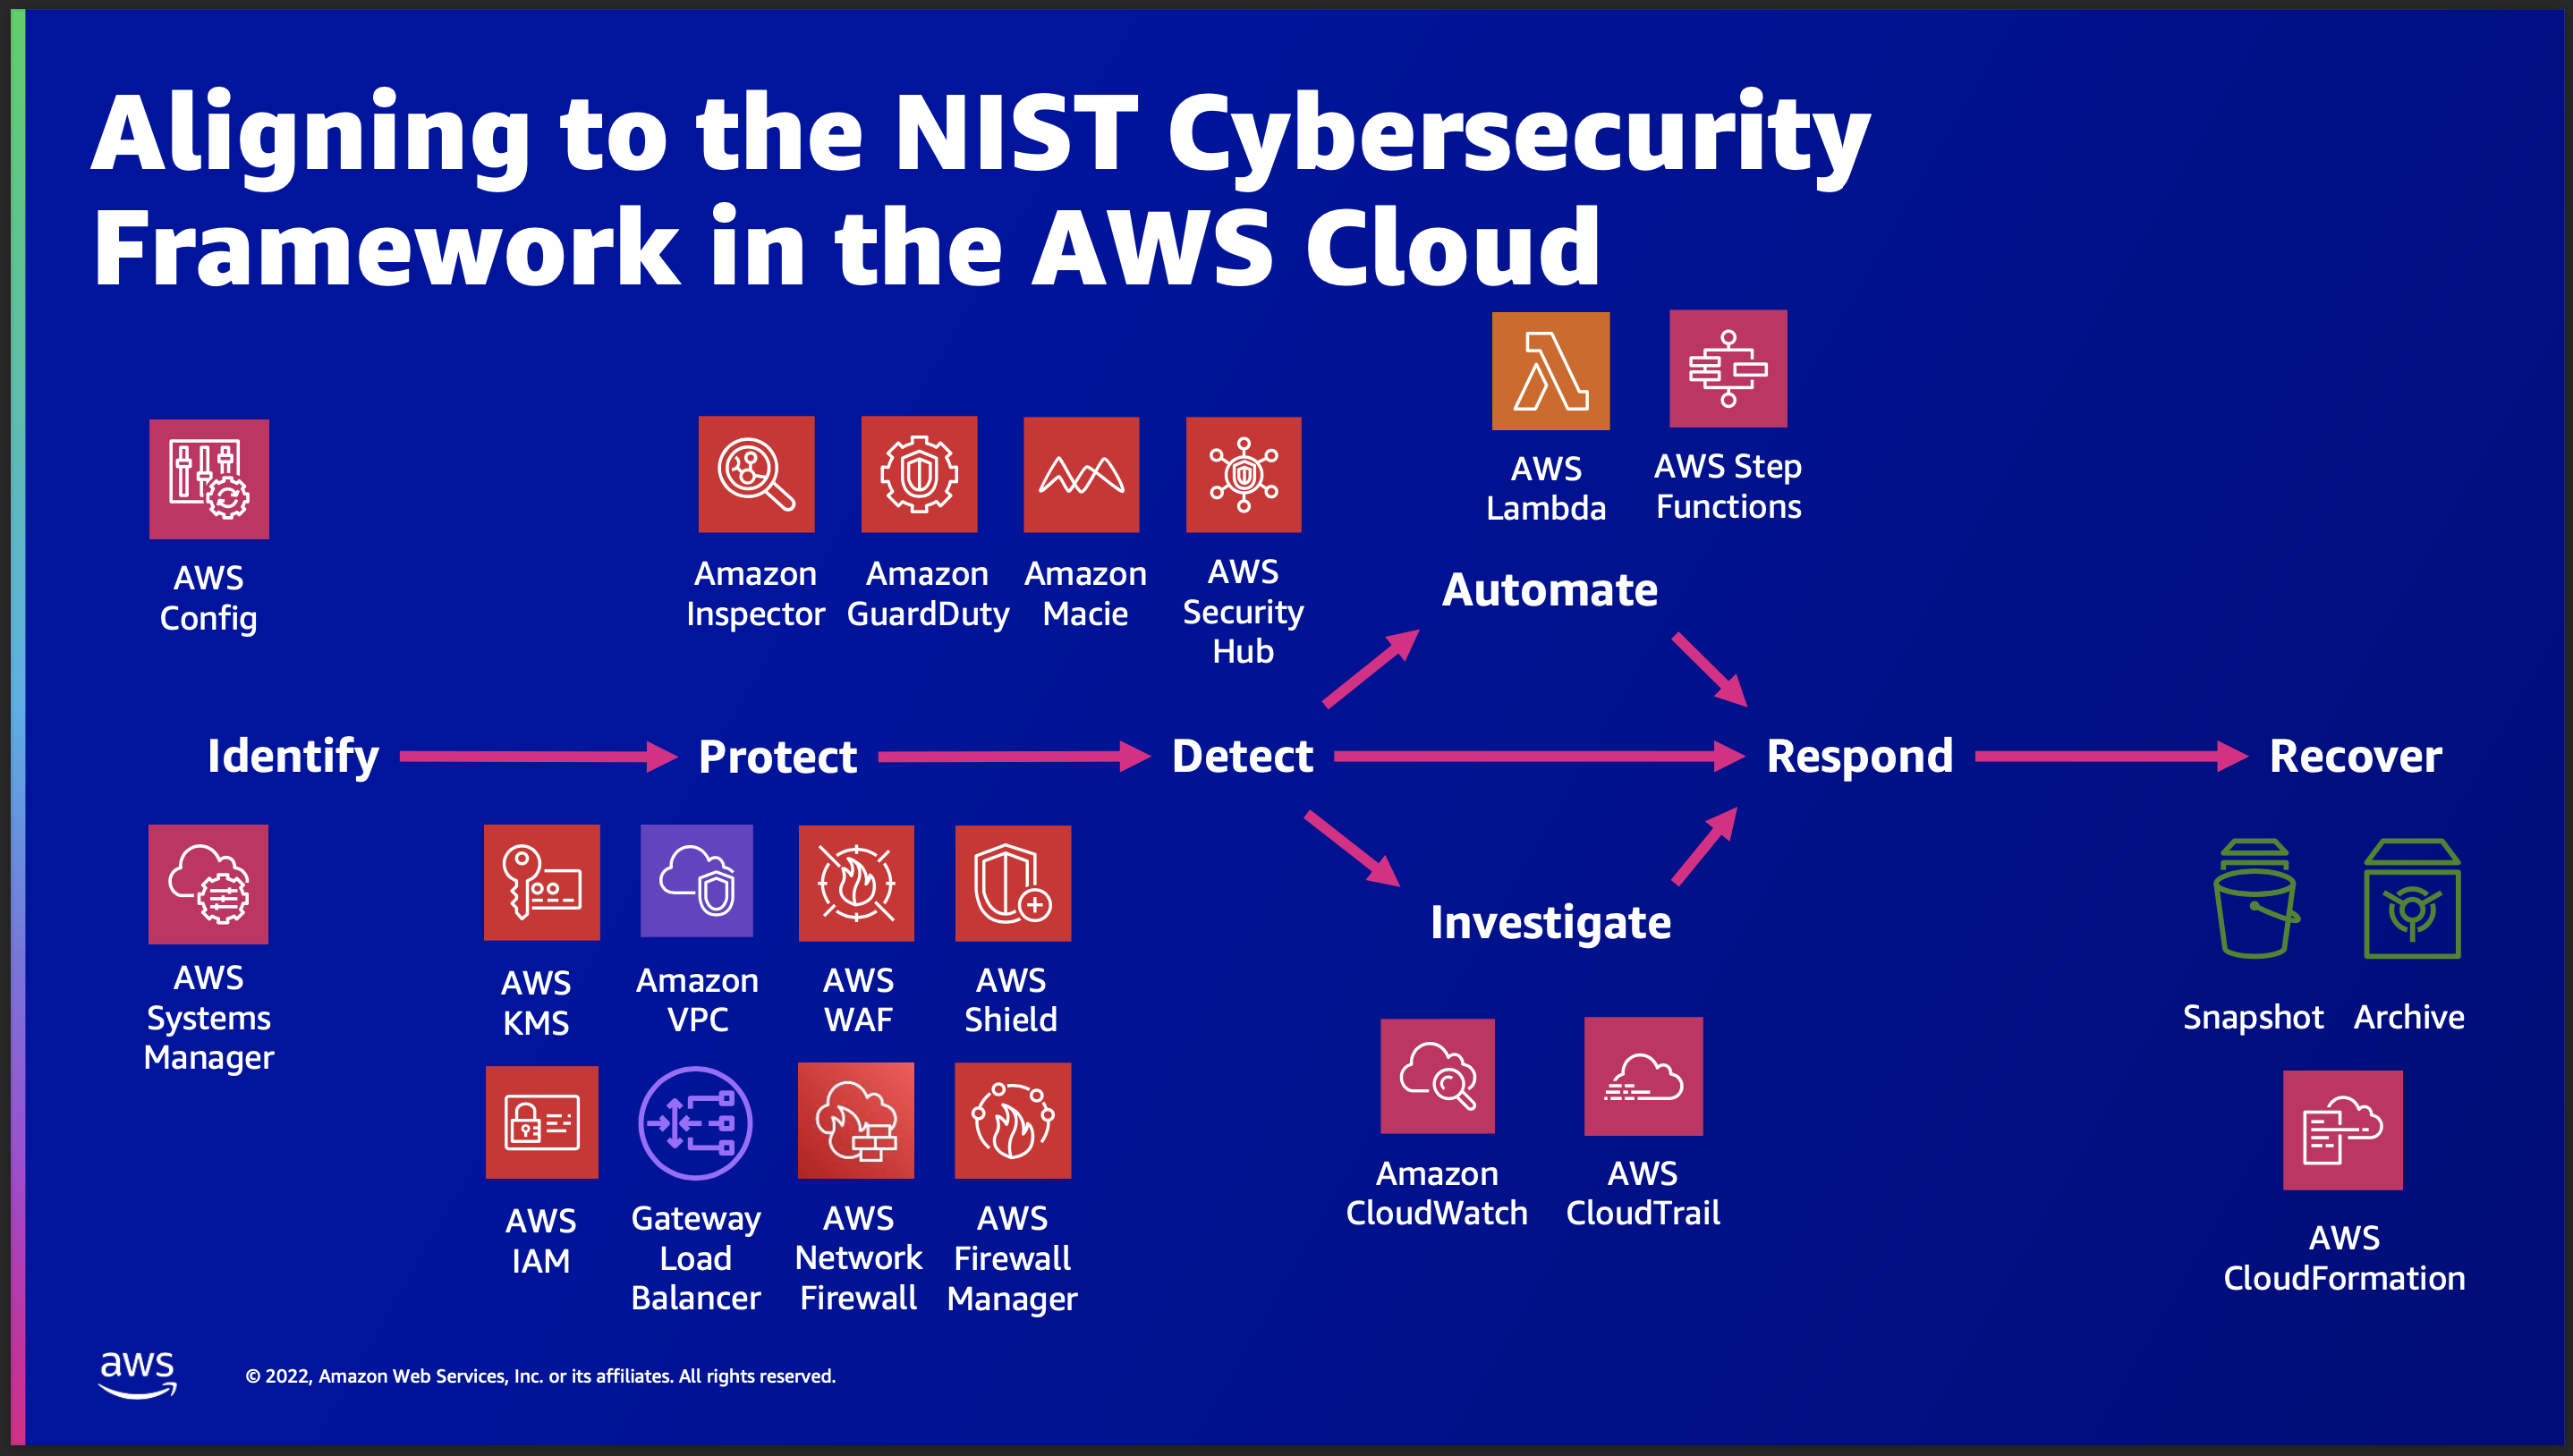 Aligning to the NIST Cybersecurity
Framework in the AWS Cloud
AWS
Lambda
AWS Step
Functions
Automate
AWS
Config
Amazon
Inspector
Amazon
GuardDuty
Amazon
Macie
AWS
Security
Hub
Identify
Protect
Detect
Respond
Recover
AWS
Systems
Manager
AWS
KMS
Amazon
VPC
AWS
WAF
AWS
Shield
AWS
IAM
Gateway
Load
Balancer
AWS
Network
Firewall
AWS
Firewall
Manager
Investigate
Amazon
CloudWatch
AWS
CloudTrail
Snapshot
Archive
AWS
CloudFormation
aws
© 2022, Amazon Web Services, Inc. or its affiliates. All rights reserved.